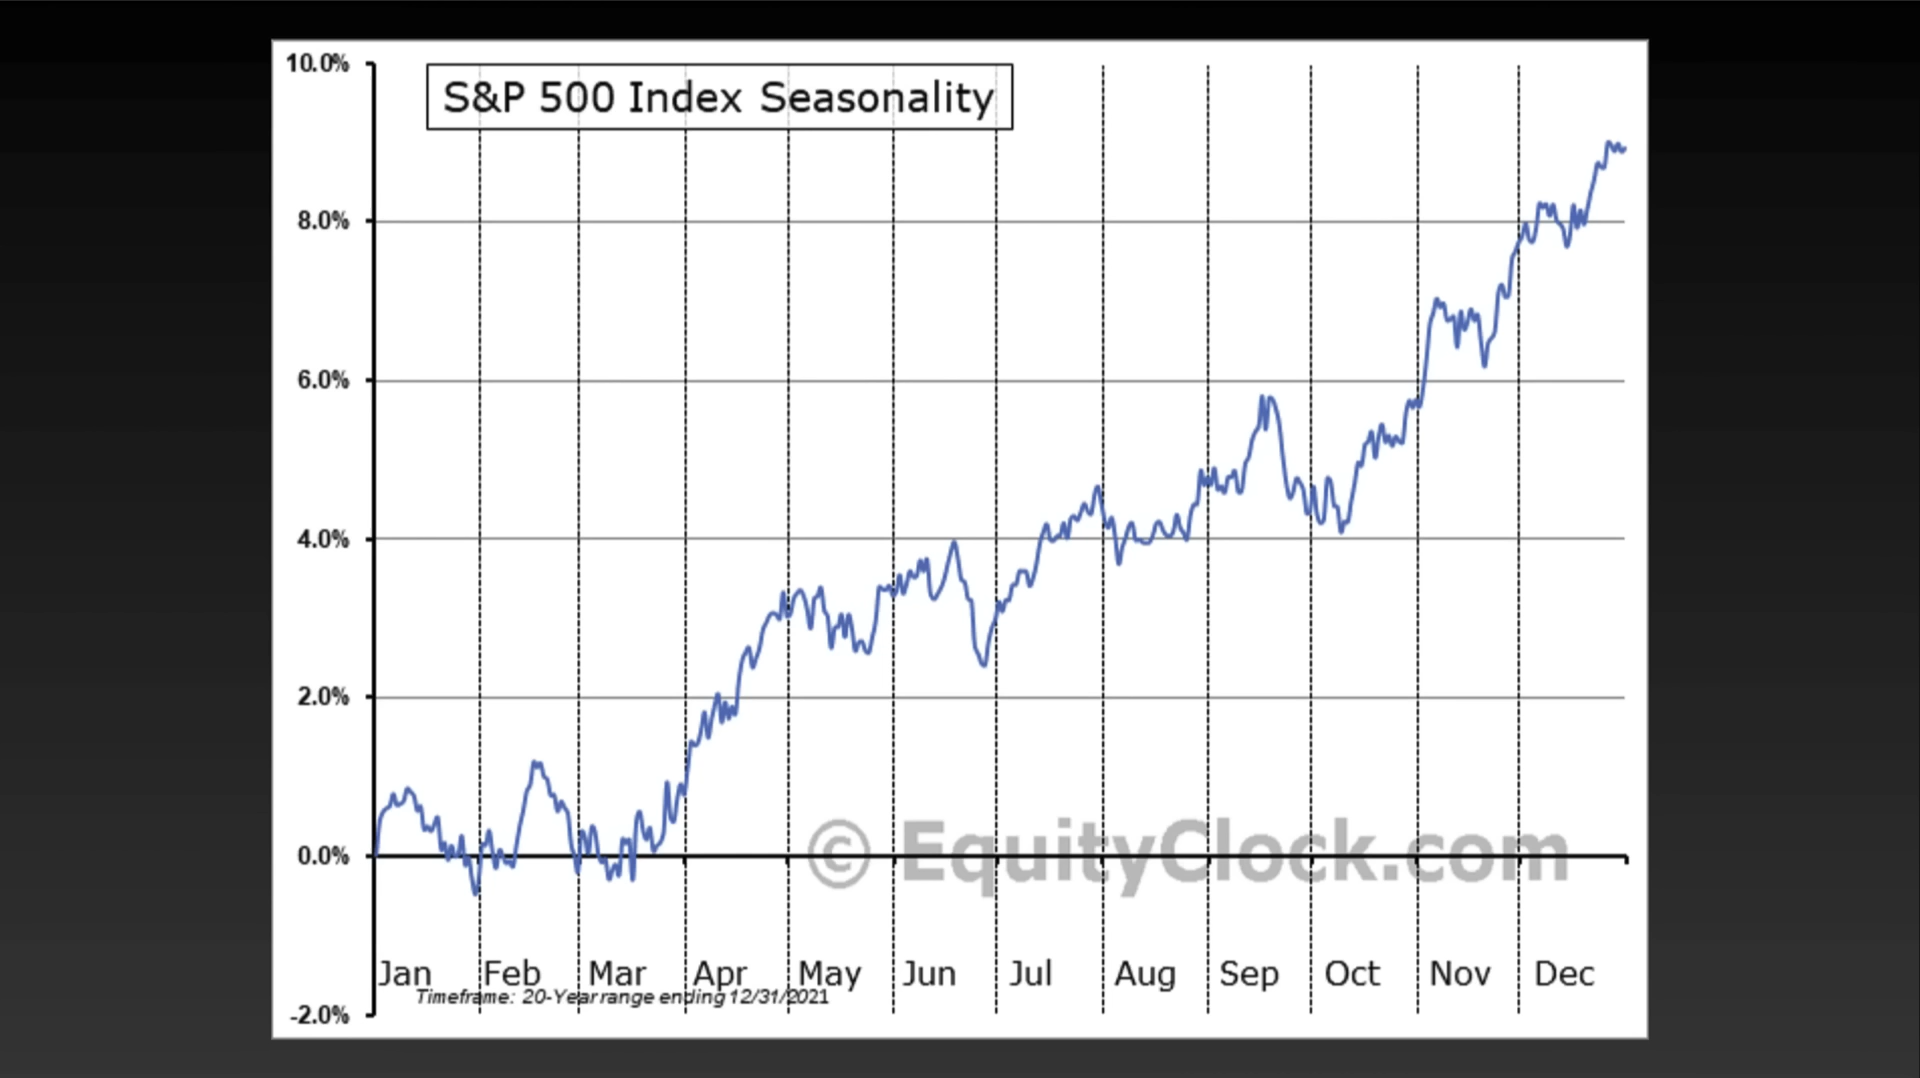 S&P 500 Index Seasonality
10.0%
8.0%
6.0%
4.0%
2.0%
0.0%
-2.0%
© EquityClock.com
Jan Feb Mar Apr May Jun Jul Aug Sep Oct Nov Dec
Timeframe: 20-Year range ending 12/31/2021